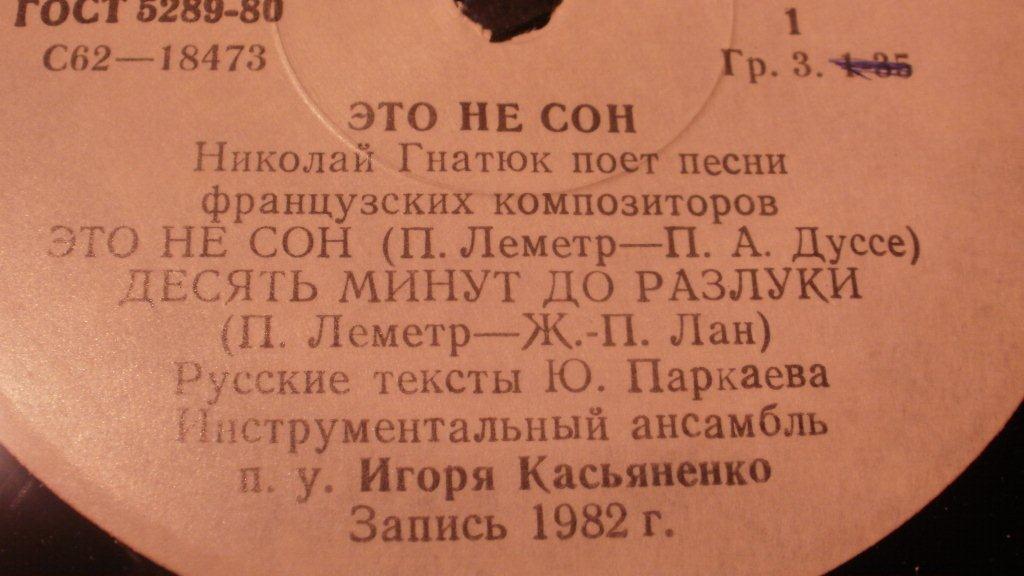 ГОСТ 5289-80
С62—18473
1
Гр. 3. 1-35
ЭТО НЕ СОН
Николай Гнатюк поет песни
французских композиторов
ЭТО НЕ СОН (П. Леметр—П. А. Дуссе)
ДЕСЯТЬ МИНУТ ДО РАЗЛУКИ
(П. Леметр—Ж.-П. Лан)
Русские тексты Ю. Паркаева
Инструментальный ансамбль
п. у. Игоря Касьяненко
Запись 1982 г.